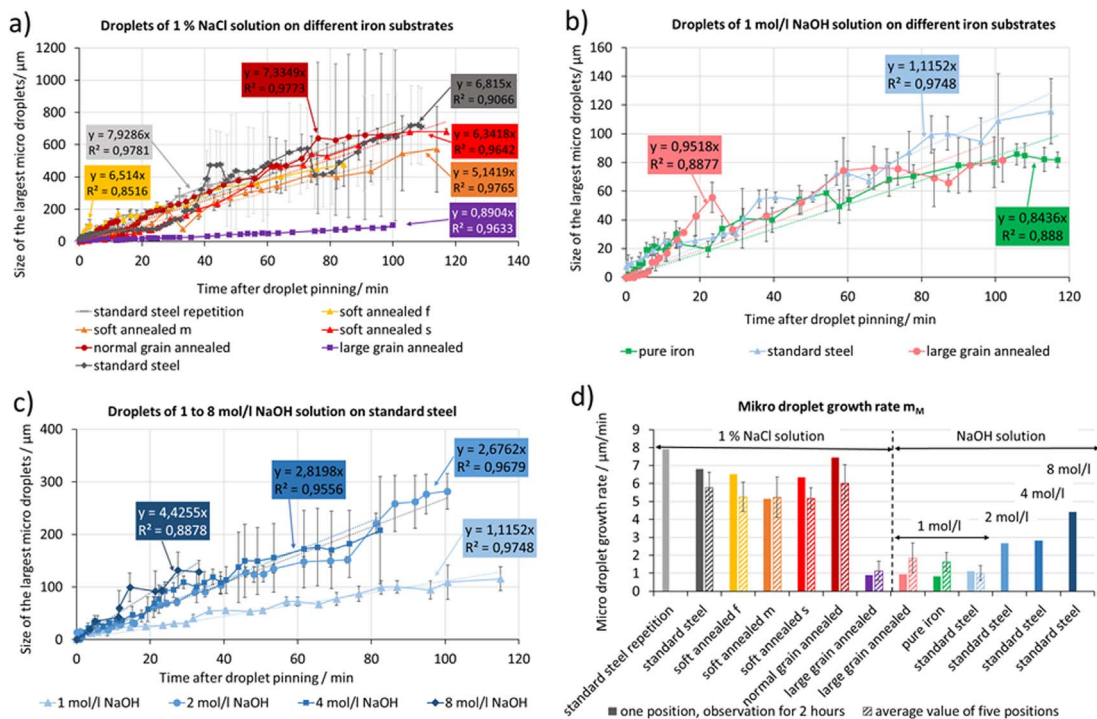 a)
Droplets of 1 % NaCl solution on different iron substrates
Size of the largest micro droplets/ µm
1200
1000
800
600
400
200
0
y = 7,3349x
R² = 0,9773
y = 6,815x
R² = 0,9066
y = 7,9286x
R² = 0,9781
y = 6,3418x
R² = 0,9642
y = 6,514x
R² = 0,8516
y = 5,1419x
R² = 0,9765
y = 0,8904x
R² = 0,9633
0 20 40 60 80 100 120 140
Time after droplet pinning/ min
standard steel repetition
soft annealed f
soft annealed m
soft annealed s
normal grain annealed
large grain annealed
standard steel
b)
Droplets of 1 mol/l NaOH solution on different iron substrates
Size of the largest micro droplets/ µm
160
140
120
100
80
60
40
20
0
y = 1,1152x
R² = 0,9748
y = 0,9518x
R² = 0,8877
y = 0,8436x
R² = 0,888
0 20 40 60 80 100 120
Time after droplet pinning/ min
pure iron
standard steel
large grain annealed
c)
Droplets of 1 to 8 mol/l NaOH solution on standard steel
Size of the largest micro droplets / µm
400
300
200
100
0
y = 2,6762x
R² = 0,9679
y = 2,8198x
R² = 0,9556
y = 4,4255x
R² = 0,8878
y = 1,1152x
R² = 0,9748
0 20 40 60 80 100 120
Time after droplet pinning / min
1 mol/l NaOH
2 mol/l NaOH
4 mol/l NaOH
8 mol/l NaOH
d)
Mikro droplet growth rate mM
Micro droplet growth rate / µm/min
9
8
7
6
5
4
3
2
1
0
1 % NaCl solution
NaOH solution
8 mol/l
4 mol/l
2 mol/l
1 mol/l
standard steel repetition
standard steel
soft annealed f
soft annealed m
soft annealed s
normal grain annealed
large grain annealed
large grain annealed
pure iron
standard steel
standard steel
standard steel
standard steel
one position, observation for 2 hours
average value of five positions